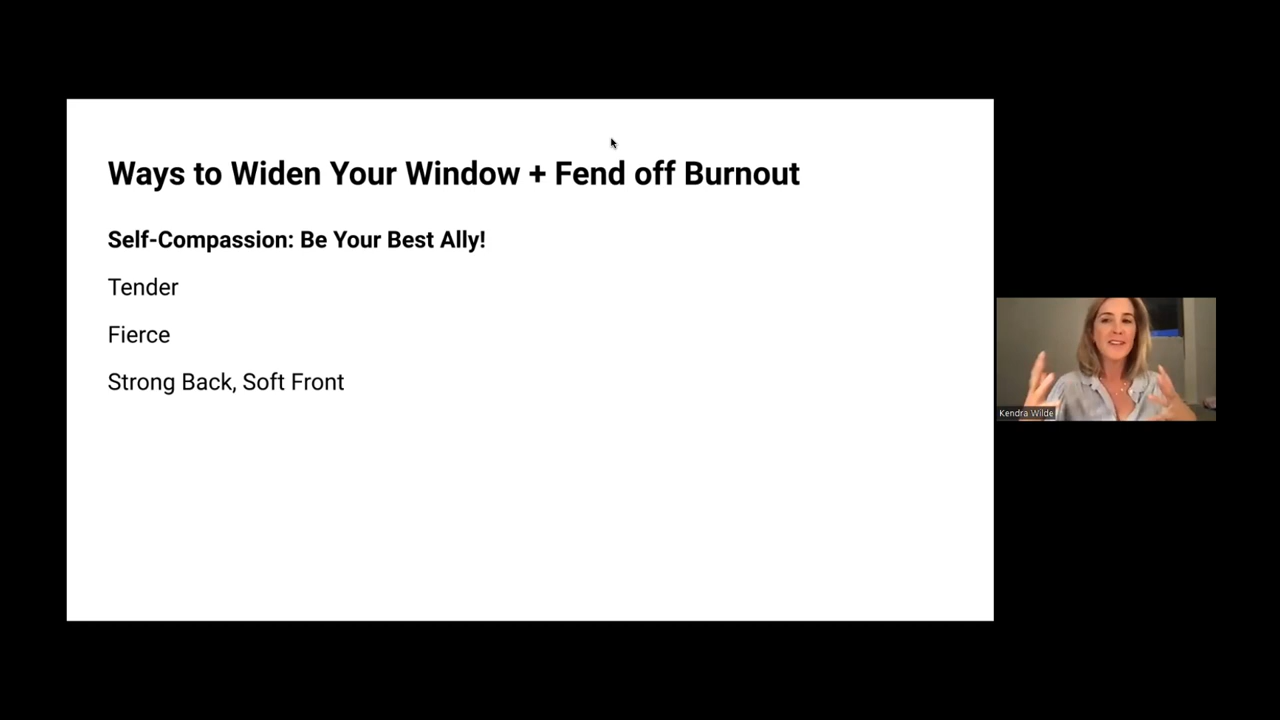 Ways to Widen Your Window + Fend off Burnout
Self-Compassion: Be Your Best Ally!
Tender
Fierce
Strong Back, Soft Front
Kendra Wilde